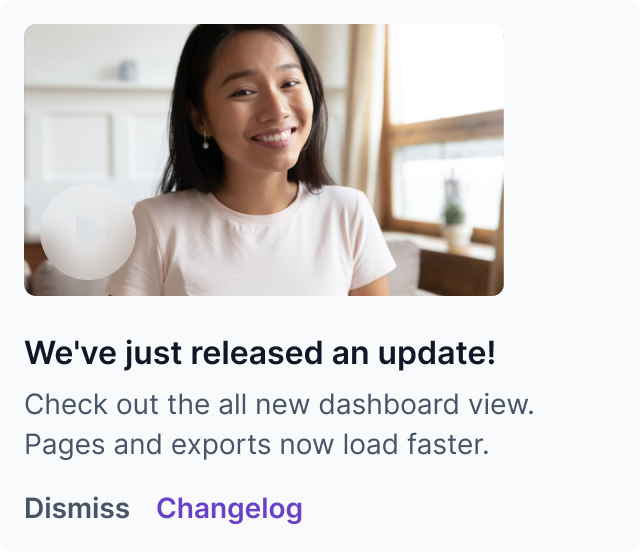 We've just released an update!
Check out the all new dashboard view.
Pages and exports now load faster.
Dismiss Changelog